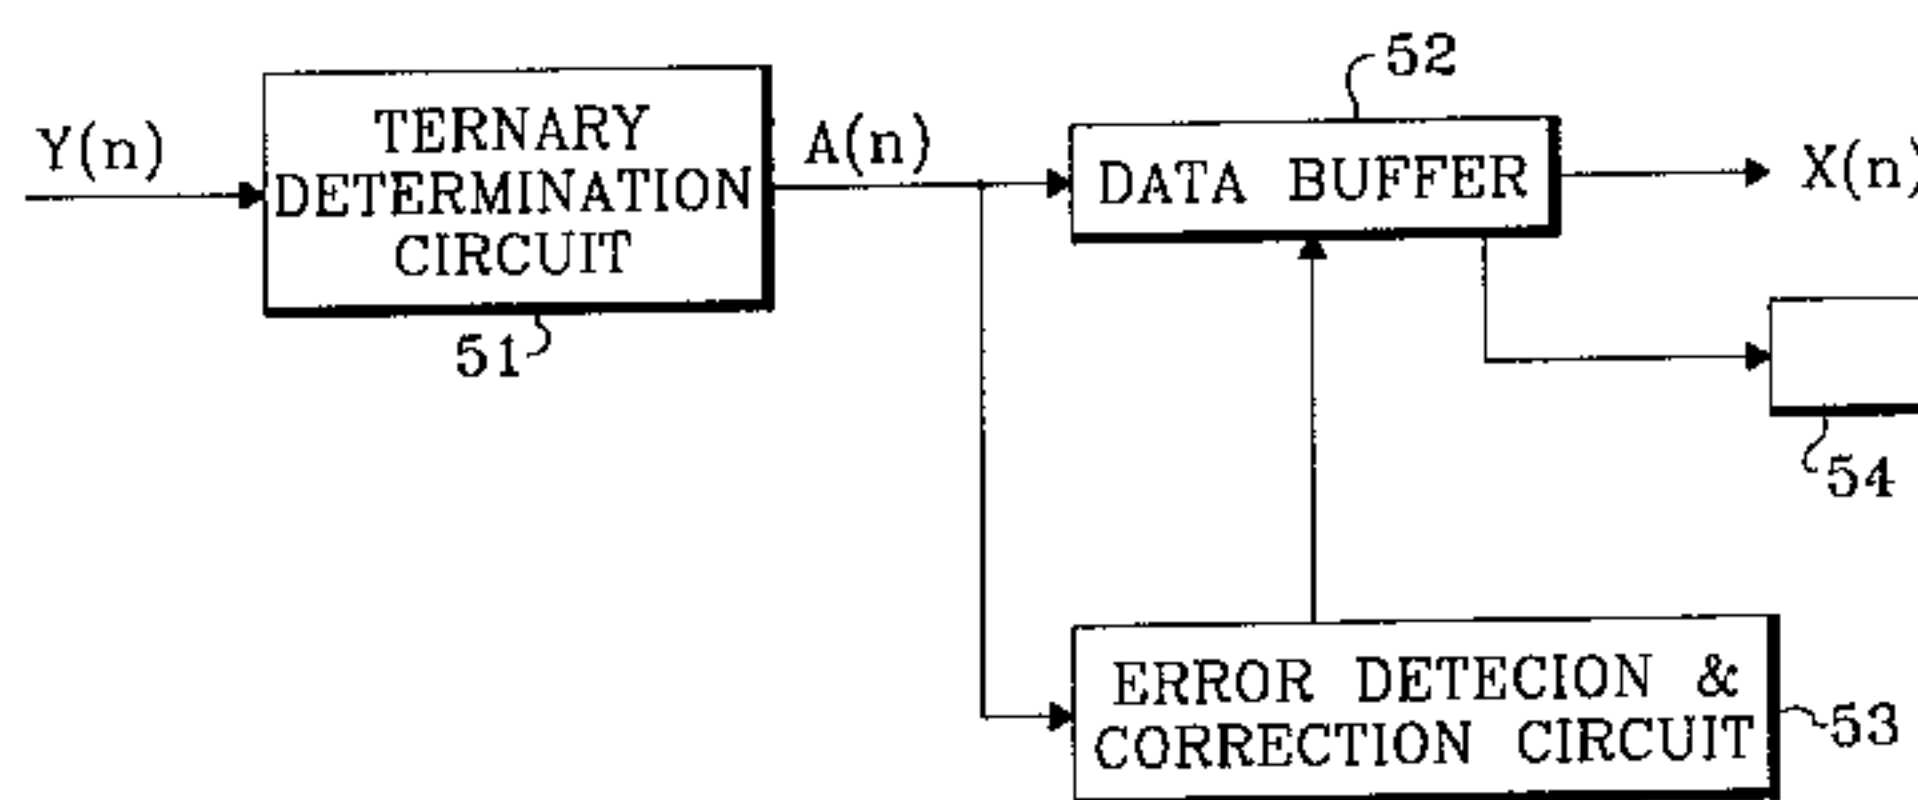 52
Y(n)
TERNARY
DETERMINATION
CIRCUIT
A(n)
DATA BUFFER
X(n)
51
54
ERROR DETECION &
CORRECTION CIRCUIT
53